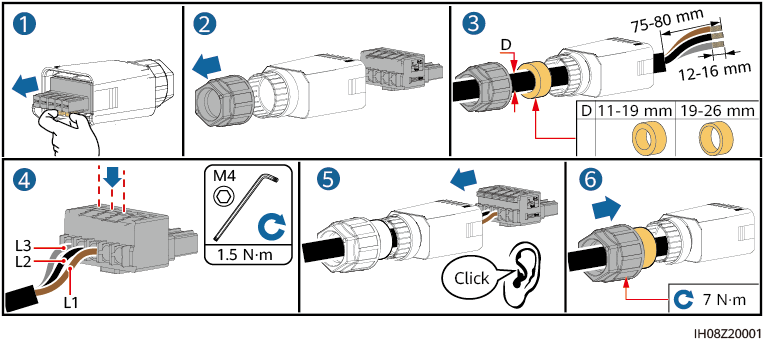 1
2
3
75-80 mm
D
12-16 mm
D 11-19 mm 19-26 mm
4
M4
L3
L2
L1
1.5 N·m
5
Click
6
7 N·m
IH08Z20001